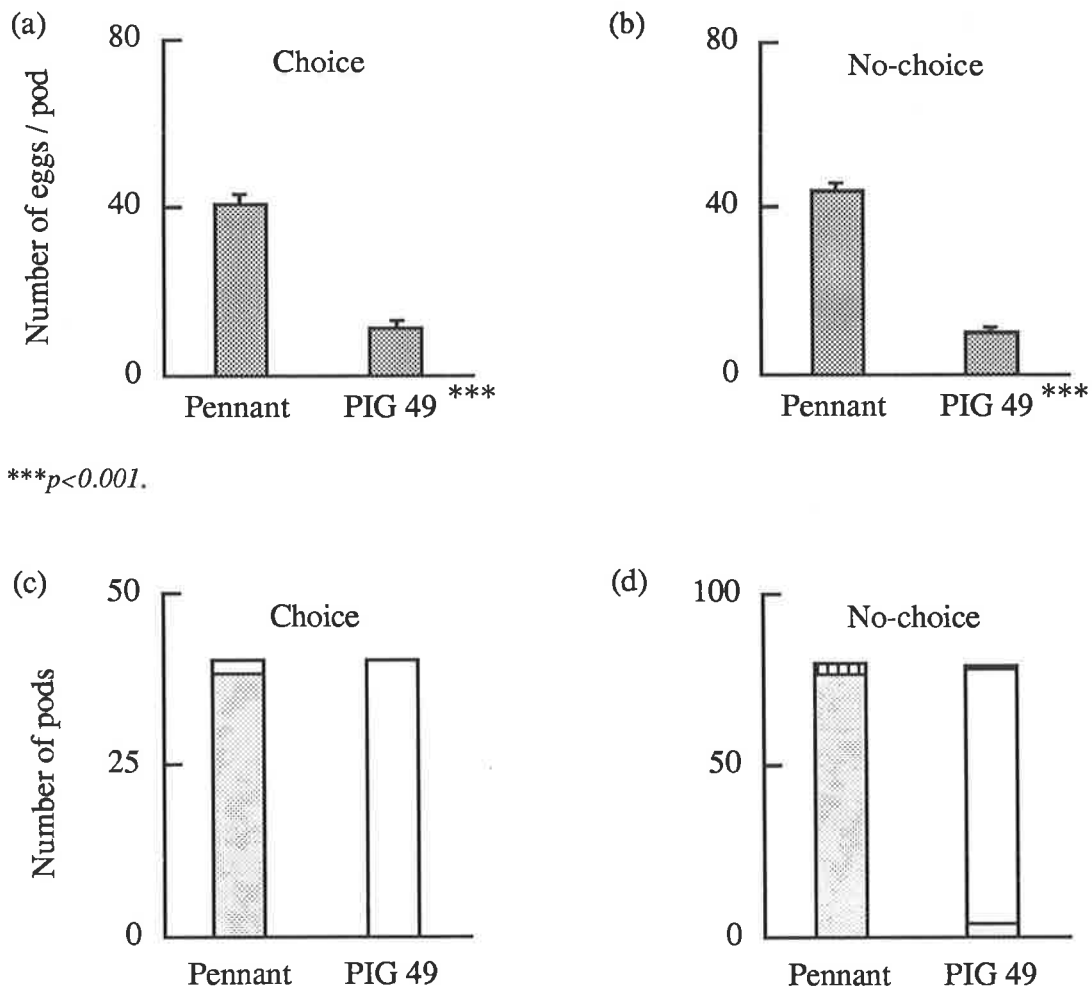 (a)
80
Choice
40
0
Number of eggs / pod
Pennant
PIG 49 ***
(b)
80
No-choice
40
0
Pennant
PIG 49 ***
***p<0.001.
(c)
50
Choice
25
0
Number of pods
Pennant
PIG 49
(d)
100
No-choice
50
0
Pennant
PIG 49